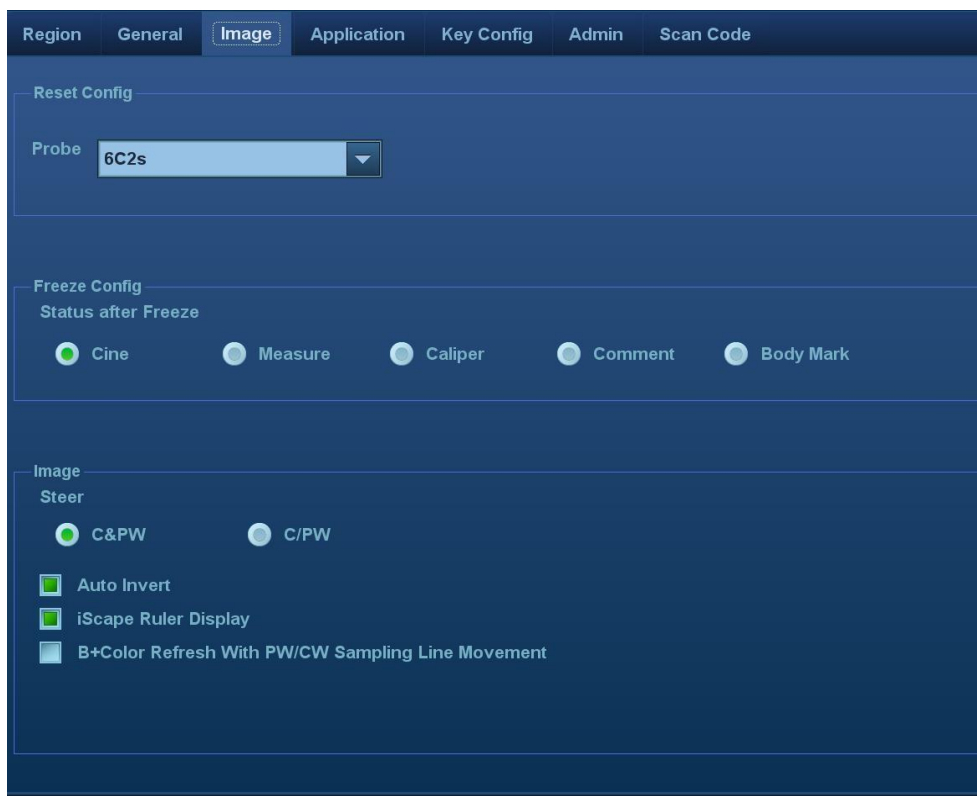 Region General Image Application Key Config Admin Scan Code
Reset Config
Probe 6C2s
Freeze Config
Status after Freeze
Cine Measure Caliper Comment Body Mark
Image
Steer
C&PW C/PW
Auto Invert
iScape Ruler Display
B+Color Refresh With PW/CW Sampling Line Movement